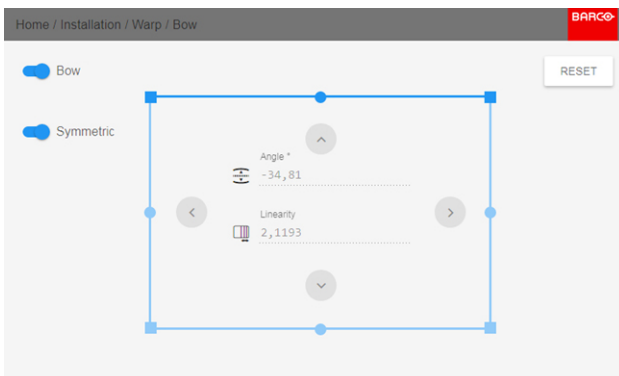 Home / Installation / Warp / Bow
BARCO
Bow
RESET
Symmetric
Angle *
-34,81
Linearity
2,1193